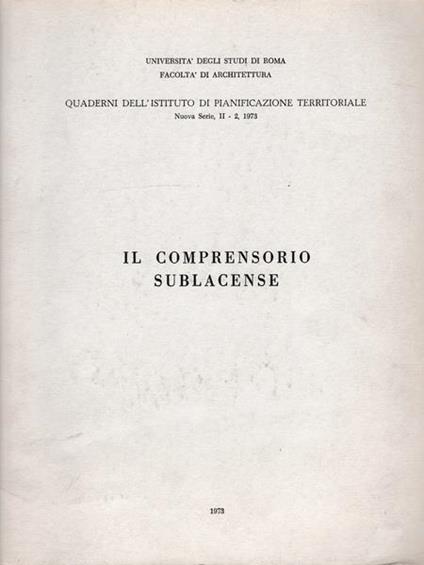 UNIVERSITA' DEGLI STUDI DI ROMA
FACOLTA' DI ARCHITETTURA
QUADERNI DELL'ISTITUTO DI PIANIFICAZIONE TERRITORIALE
Nuova Serie, II - 2, 1973
IL COMPRENSORIO
SUBLACENSE
1973